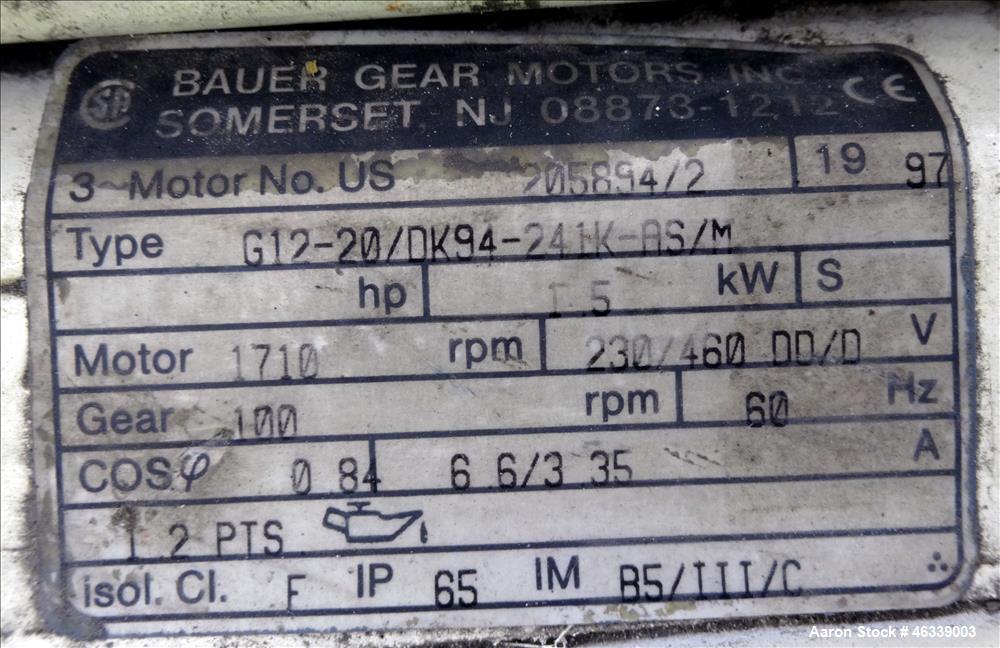 BAUER GEAR MOTORS INC
SOMERSET, NJ 08873-1212 CE
3~Motor No. US 205894/2 19 97
Type G12-20/DK94-241K-AS/M
hp 1.5 kW S
Motor 1710 rpm 230/460 DD/D V
Gear 100 rpm 60 Hz
COSφ 0 84 6 6/3 35 A
1 2 PTS
isol. Cl. F IP 65 IM B5/III/C
Aaron Stock # 46339003